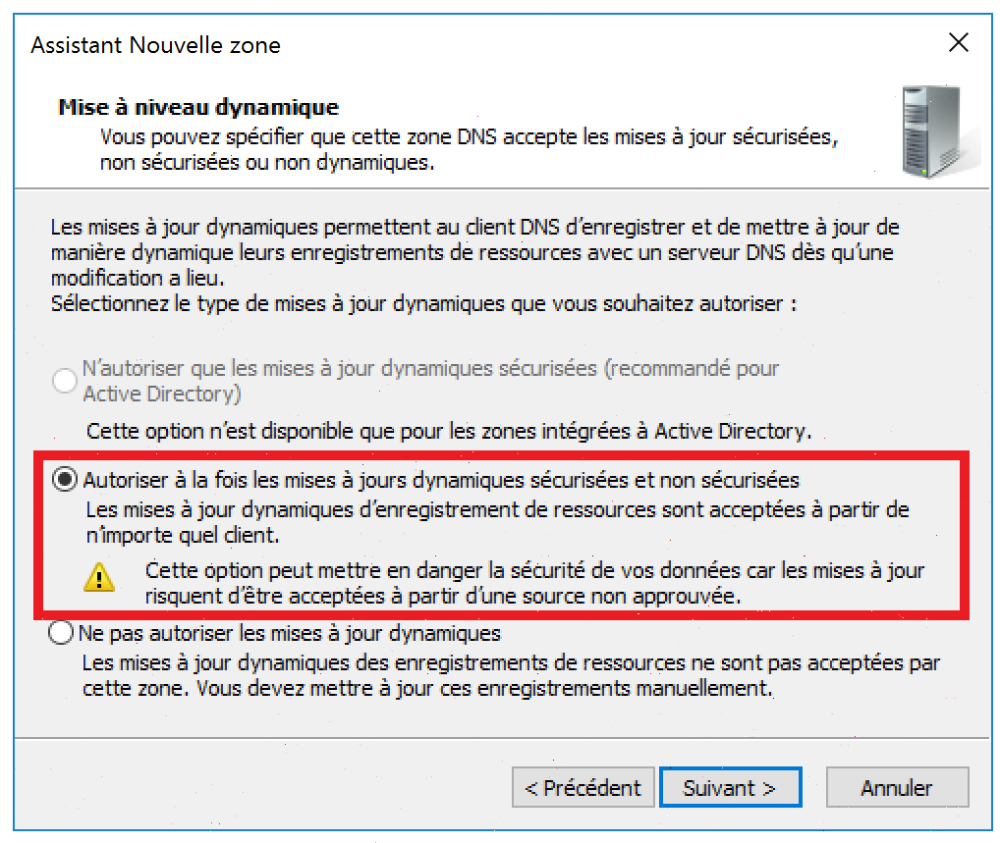 Assistant Nouvelle zone
Mise à niveau dynamique
Vous pouvez spécifier que cette zone DNS accepte les mises à jour sécurisées,
non sécurisées ou non dynamiques.
Les mises à jour dynamiques permettent au client DNS d’enregistrer et de mettre à jour de
manière dynamique leurs enregistrements de ressources avec un serveur DNS dès qu’une
modification a lieu.
Sélectionnez le type de mises à jour dynamiques que vous souhaitez autoriser :
N’autoriser que les mises à jour dynamiques sécurisées (recommandé pour
Active Directory)
Cette option n’est disponible que pour les zones intégrées à Active Directory.
Autoriser à la fois les mises à jours dynamiques sécurisées et non sécurisées
Les mises à jour dynamiques d’enregistrement de ressources sont acceptées à partir de
n’importe quel client.
Cette option peut mettre en danger la sécurité de vos données car les mises à jour
risquent d’être acceptées à partir d’une source non approuvée.
Ne pas autoriser les mises à jour dynamiques
Les mises à jour dynamiques des enregistrements de ressources ne sont pas acceptées par
cette zone. Vous devez mettre à jour ces enregistrements manuellement.
< Précédent
Suivant >
Annuler